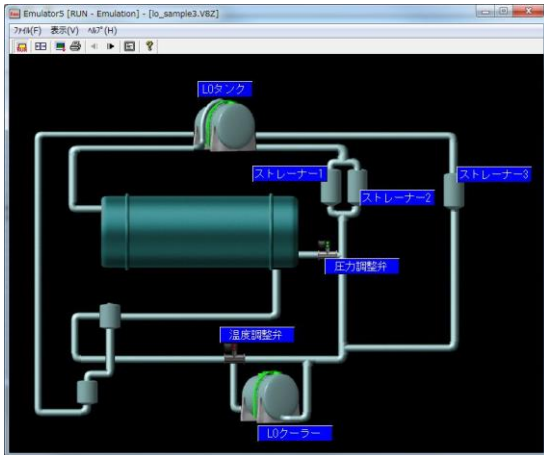 Emulator5 [RUN - Emulation] - [lo_sample3.V8Z]
ﾌｧｲﾙ(F) 表示(V) ﾍﾙﾌﾟ(H)
LOタンク
ストレーナー1
ストレーナー2
ストレーナー3
圧力調整弁
温度調整弁
LOクーラー